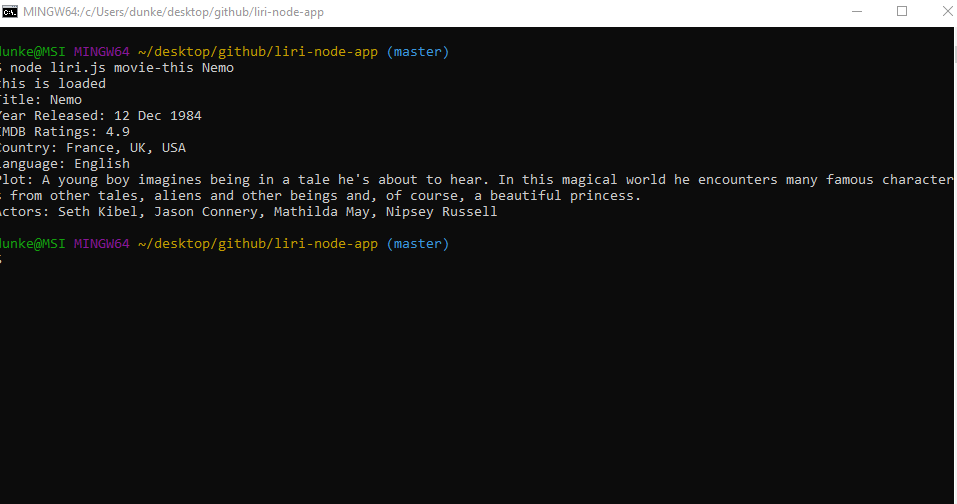 MINGW64:/c/Users/dunke/desktop/github/liri-node-app
dunke@MSI MINGW64 ~/desktop/github/liri-node-app (master)
$ node liri.js movie-this Nemo
this is loaded
Title: Nemo
Year Released: 12 Dec 1984
IMDB Ratings: 4.9
Country: France, UK, USA
Language: English
Plot: A young boy imagines being in a tale he's about to hear. In this magical world he encounters many famous character
s from other tales, aliens and other beings and, of course, a beautiful princess.
Actors: Seth Kibel, Jason Connery, Mathilda May, Nipsey Russell
dunke@MSI MINGW64 ~/desktop/github/liri-node-app (master)
$